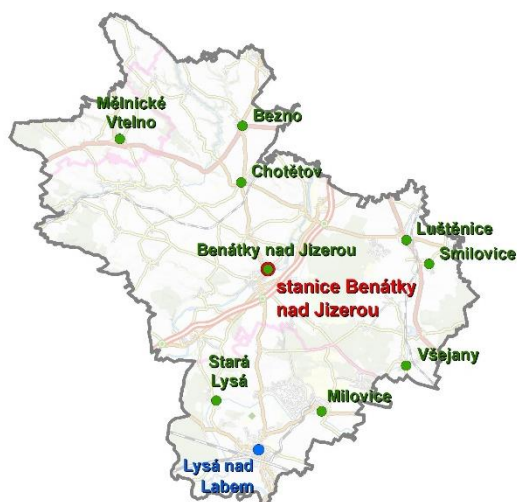 Mělnické
Vtelno
Bezno
Chotětov
Luštěnice
Smilovice
Benátky nad Jizerou
stanice Benátky
nad Jizerou
Všejany
Stará
Lysá
Milovice
Lysá nad
Labem